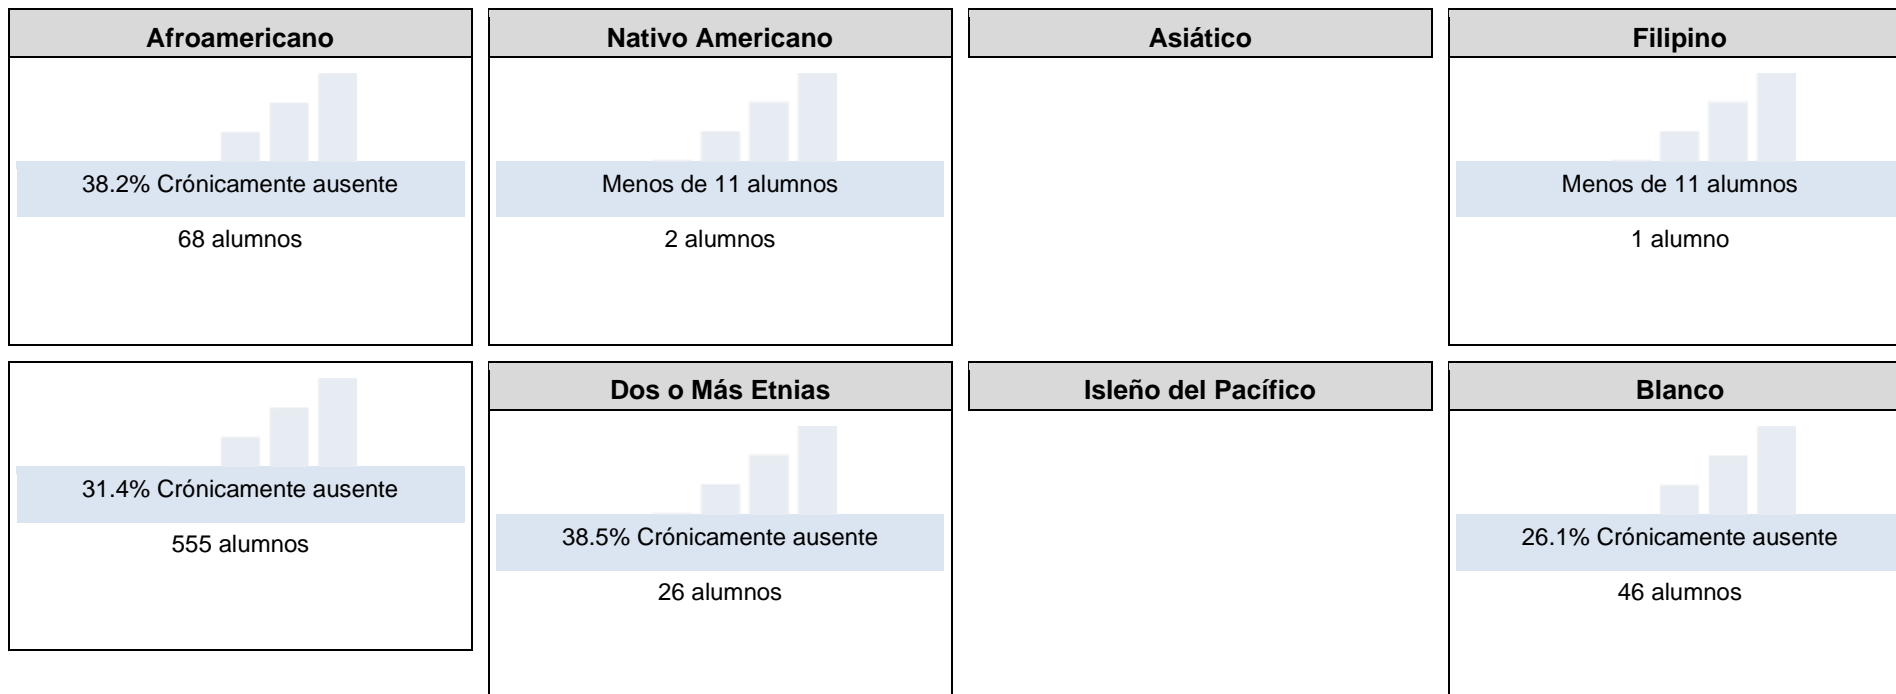 Afroamericano
38.2% Crónicamente ausente
68 alumnos
Nativo Americano
Menos de 11 alumnos
2 alumnos
Asiático
Filipino
Menos de 11 alumnos
1 alumno
31.4% Crónicamente ausente
555 alumnos
Dos o Más Etnias
38.5% Crónicamente ausente
26 alumnos
Isleño del Pacífico
Blanco
26.1% Crónicamente ausente
46 alumnos